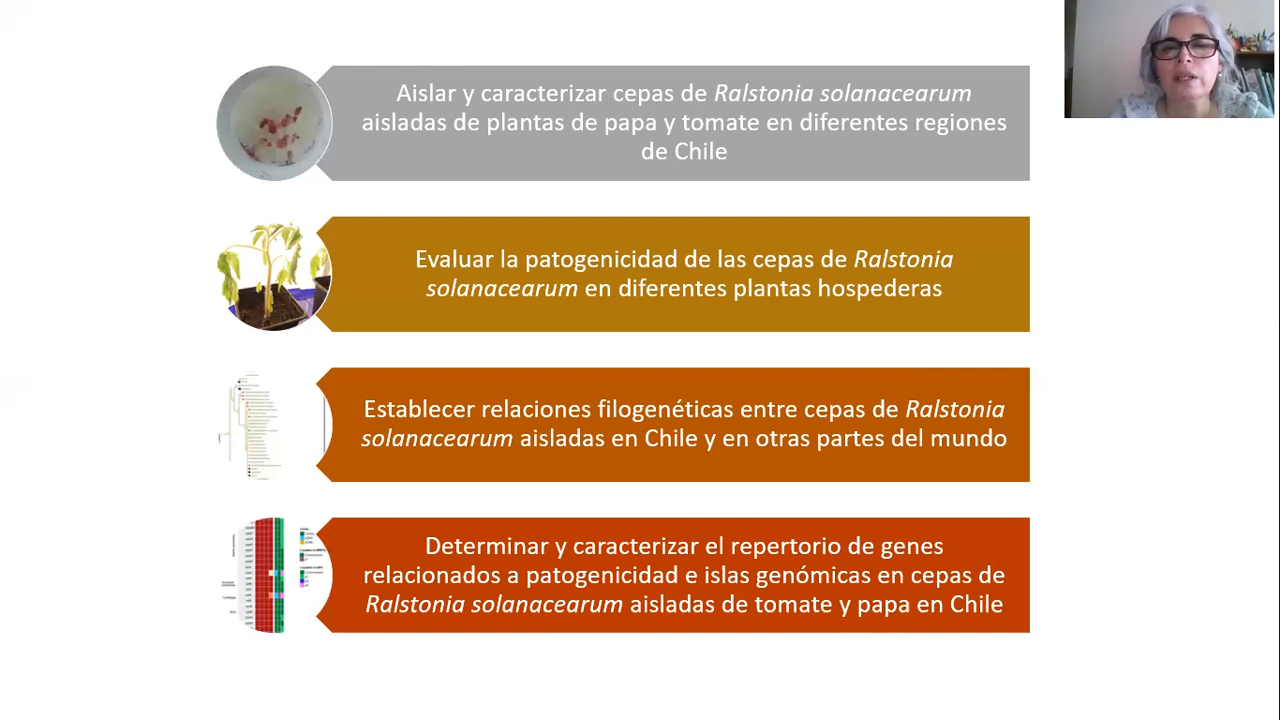 Aislar y caracterizar cepas de Ralstonia solanacearum
aisladas de plantas de papa y tomate en diferentes regiones
de Chile
Evaluar la patogenicidad de las cepas de Ralstonia
solanacearum en diferentes plantas hospederas
Establecer relaciones filogenéticas entre cepas de Ralstonia
solanacearum aisladas en Chile y en otras partes del mundo
Determinar y caracterizar el repertorio de genes
relacionados a patogenicidad e islas genómicas en cepas de
Ralstonia solanacearum aisladas de tomate y papa en Chile